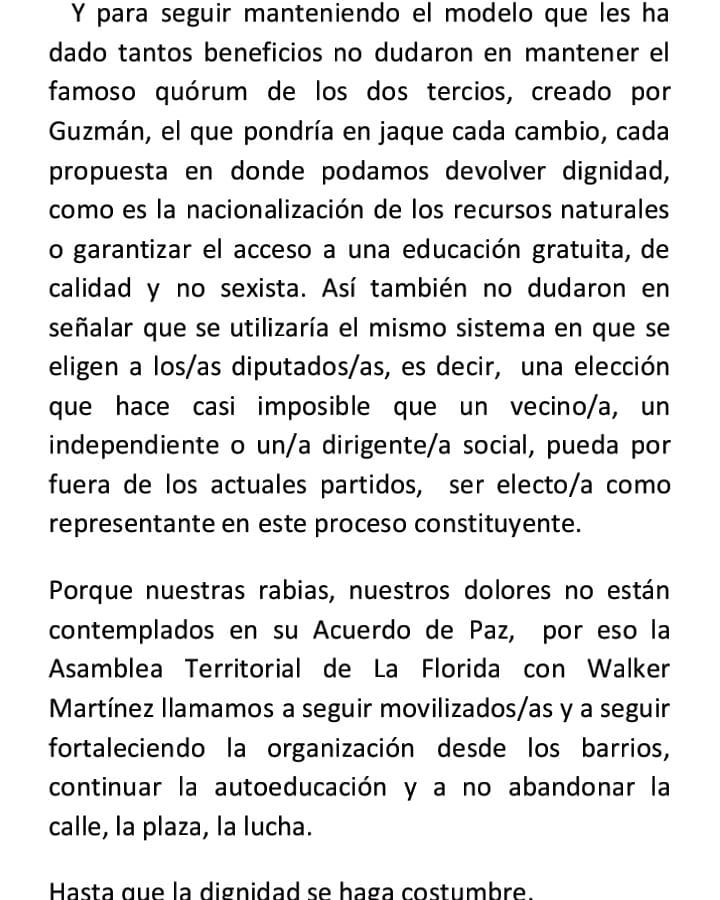 Y para seguir manteniendo el modelo que les ha
dado tantos beneficios no dudaron en mantener el
famoso quórum de los dos tercios, creado por
Guzmán, el que pondría en jaque cada cambio, cada
propuesta en donde podamos devolver dignidad,
como es la nacionalización de los recursos naturales
o garantizar el acceso a una educación gratuita, de
calidad y no sexista. Así también no dudaron en
señalar que se utilizaría el mismo sistema en que se
eligen a los/as diputados/as, es decir, una elección
que hace casi imposible que un vecino/a, un
independiente o un/a dirigente/a social, pueda por
fuera de los actuales partidos, ser electo/a como
representante en este proceso constituyente.
Porque nuestras rabias, nuestros dolores no están
contemplados en su Acuerdo de Paz, por eso la
Asamblea Territorial de La Florida con Walker
Martínez llamamos a seguir movilizados/as y a seguir
fortaleciendo la organización desde los barrios,
continuar la autoeducación y a no abandonar la
calle, la plaza, la lucha.
Hasta que la dignidad se haga costumbre.